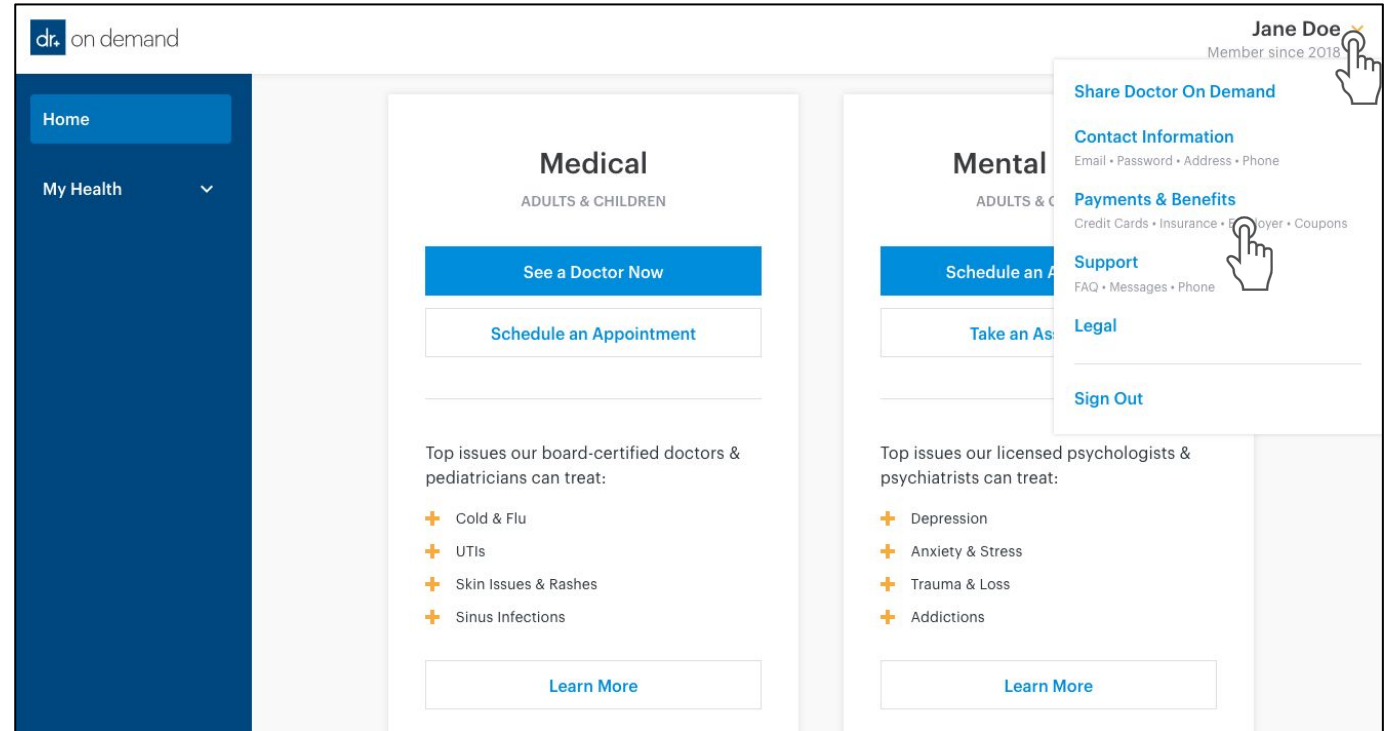 dr+ on demand
Jane Doe
Member since 2018
Home
My Health
Medical
ADULTS & CHILDREN
See a Doctor Now
Schedule an Appointment
Top issues our board-certified doctors &
pediatricians can treat:
Cold & Flu
UTIs
Skin Issues & Rashes
Sinus Infections
Learn More
Mental
ADULTS &
Schedule an
Take an
Top issues our licensed psychologists &
psychiatrists can treat:
Depression
Anxiety & Stress
Trauma & Loss
Addictions
Learn More
Share Doctor On Demand
Contact Information
Email • Password • Address • Phone
Payments & Benefits
Credit Cards • Insurance • Employer • Coupons
Support
FAQ • Messages • Phone
Legal
Sign Out